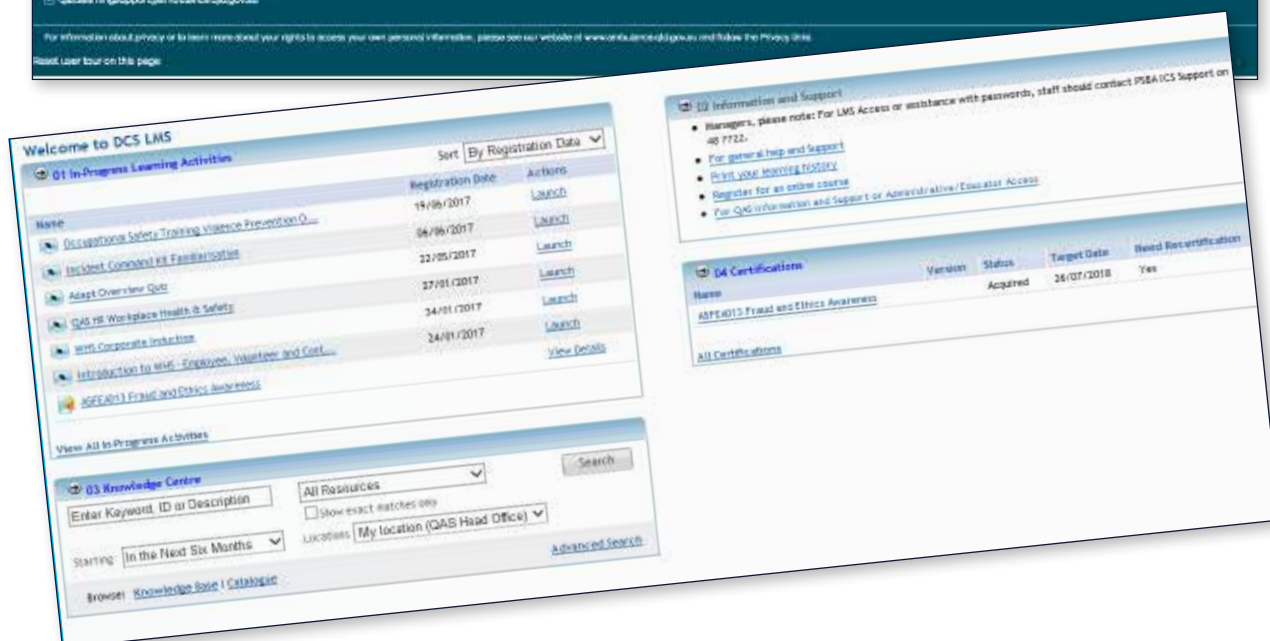 For information about privacy or to learn more about your rights to access your own personal information, please see our website at www.ambulance.qld.gov.au and follow the Privacy links.
Reset user tour on this page
Welcome to DCS LMS
01 In-Progress Learning Activities
Sort By Registration Date
Name Registration Date Actions
Occupational Safety Training Violence Prevention O.... 19/06/2017 Launch
Incident Command Kit Familiarisation 06/06/2017 Launch
Adapt Overview Quiz 22/05/2017 Launch
QAS HR Workplace Health & Safety 27/01/2017 Launch
WHS Corporate Induction 24/01/2017 Launch
Introduction to WHS - Employee, Volunteer and Cont.... 24/01/2017 Launch
ASFEA013 Fraud and Ethics Awareness View Details
View All In-Progress Activities
03 Knowledge Centre
Enter Keyword, ID or Description All Resources Search
Show exact matches only
Starting: In the Next Six Months Locations My location (QAS Head Office)
Browse: Knowledge Base | Catalogue Advanced Search
02 Information and Support
Managers, please note: For LMS Access or assistance with passwords, staff should contact PSBA ICS Support on
48 7722.
For general help and Support
Print your learning history
Register for an online course
For QAS information and Support or Administrative/Educator Access
04 Certifications
Name Version Status Target Date Need Recertification
ASFEA013 Fraud and Ethics Awareness Acquired 26/07/2018 Yes
All Certifications